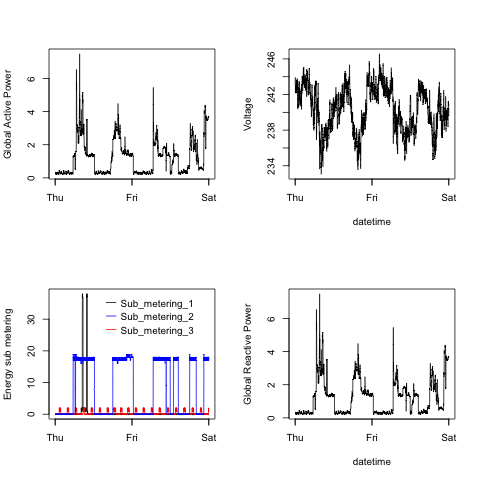 Global Active Power
0 2 4 6
Thu Fri Sat
Voltage
234 238 242 246
Thu Fri Sat
datetime
Energy sub metering
0 10 20 30
Sub_metering_1
Sub_metering_2
Sub_metering_3
Thu Fri Sat
Global Reactive Power
0 2 4 6
Thu Fri Sat
datetime